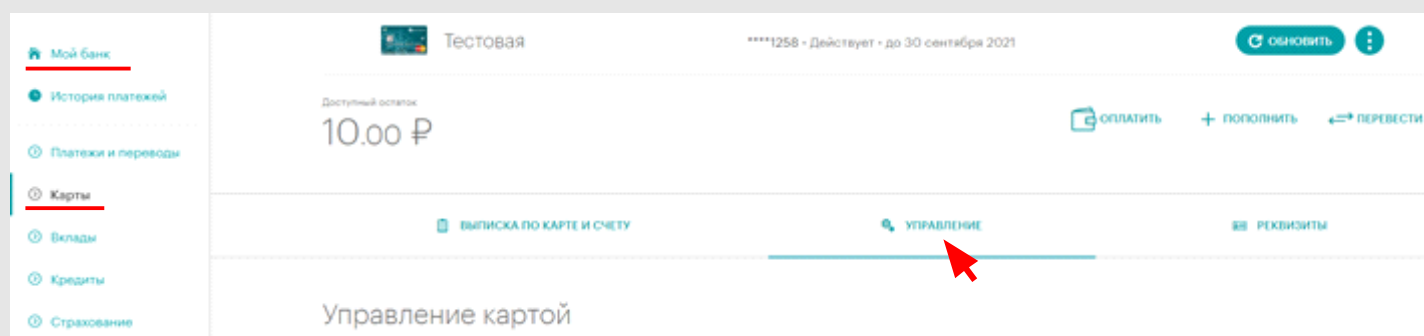 Мой банк
История платежей
Платежи и переводы
Карты
Вклады
Кредиты
Страхование
Тестовая
****1258 • Действует • до 30 сентября 2021
ОБНОВИТЬ
Доступный остаток
10.00 ₽
ОПЛАТИТЬ
ПОПОЛНИТЬ
ПЕРЕВЕСТИ
ВЫПИСКА ПО КАРТЕ И СЧЕТУ
УПРАВЛЕНИЕ
РЕКВИЗИТЫ
Управление картой